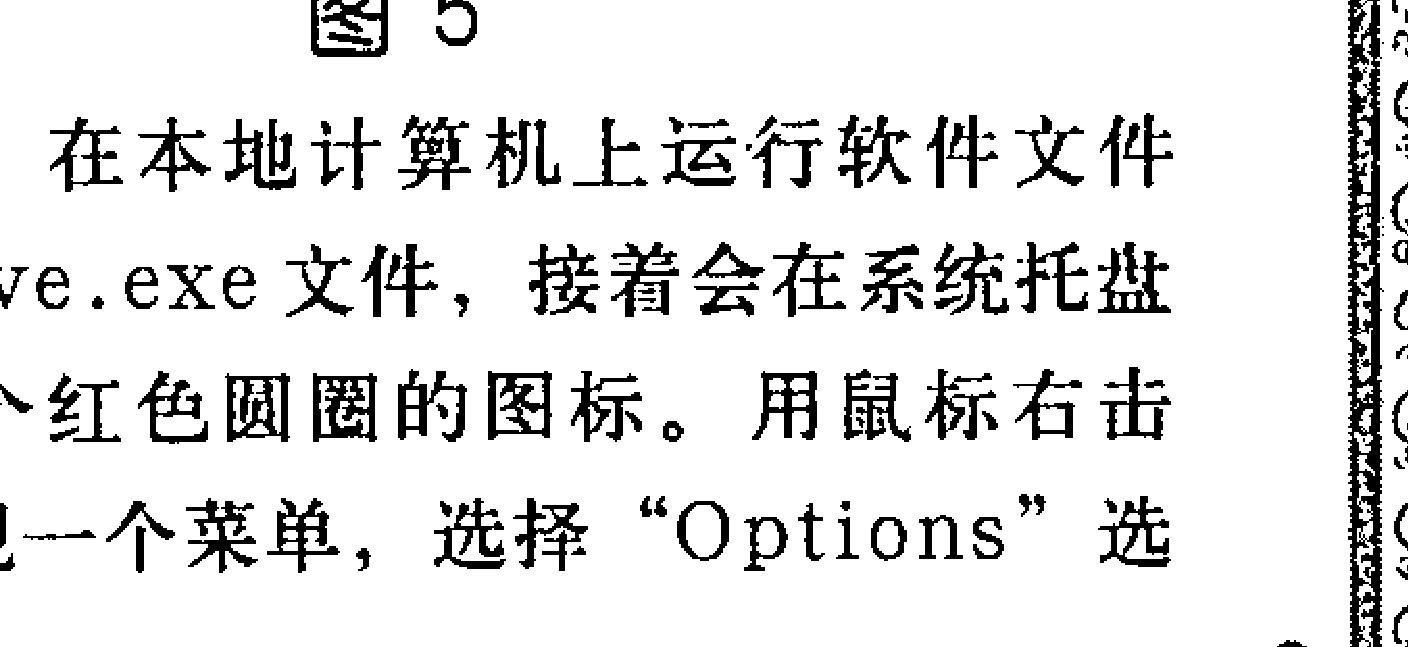 图 5
在本地计算机上运行软件文件
ve.exe 文件，接着会在系统托盘
个红色圆圈的图标。用鼠标右击
一个菜单，选择“Options”选